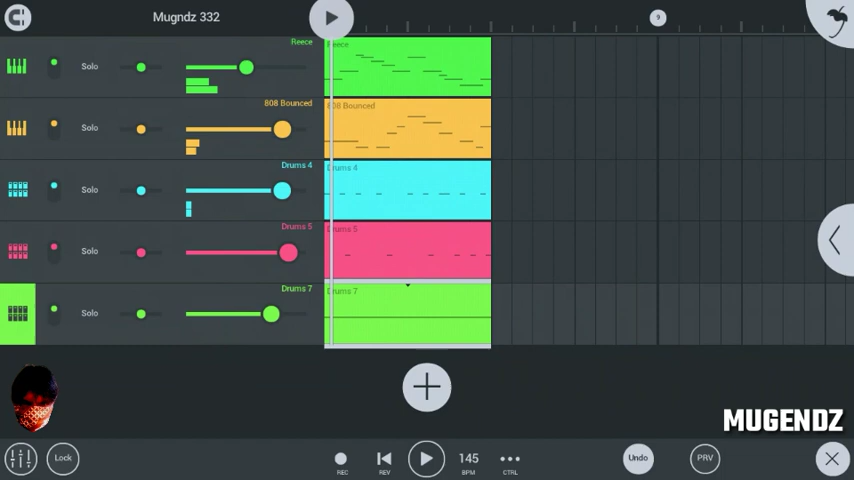 Mugndz 332
9
Reece
Solo
Reece
808 Bounced
Solo
808 Bounced
Drums 4
Solo
Drums 4
Drums 5
Solo
Drums 5
Drums 7
Solo
Drums 7
MUGENDZ
Lock
REC
REV
145
BPM
CTRL
Undo
PRV